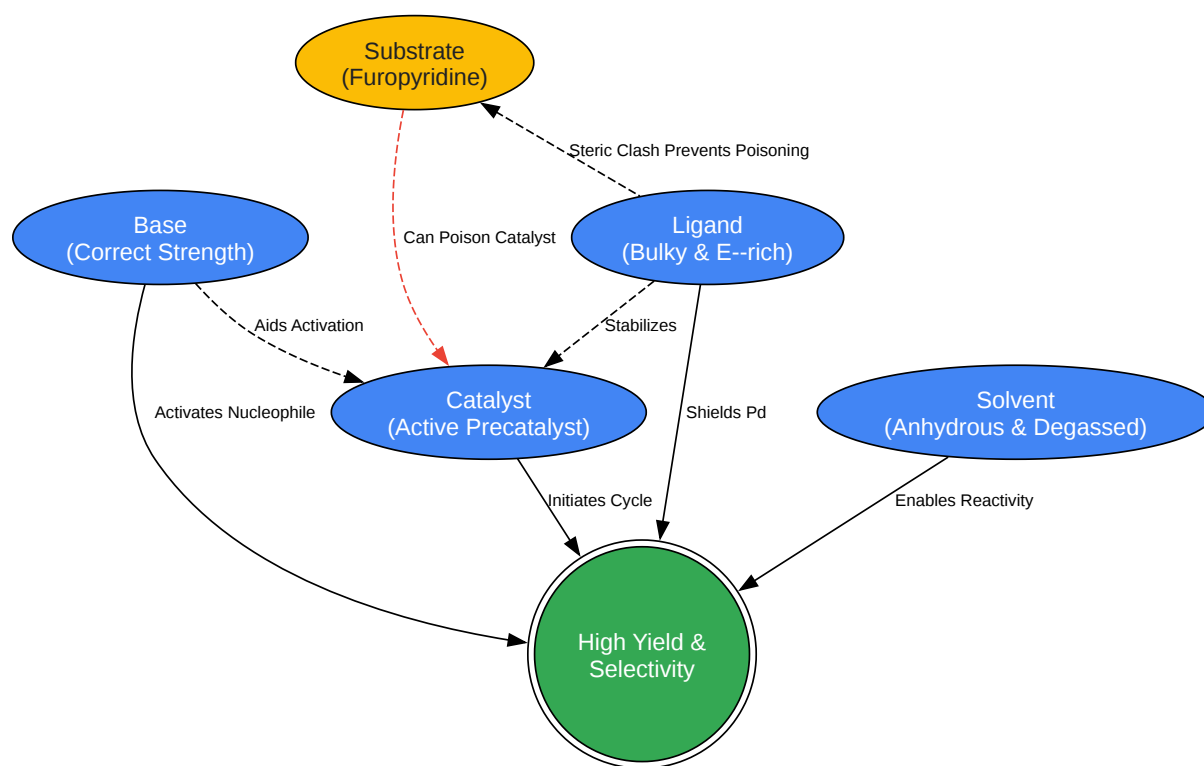 Substrate
(Furopyridine)
Steric Clash Prevents Poisoning
Base
(Correct Strength)
Can Poison Catalyst
Ligand
(Bulky & E--rich)
Aids Activation
Stabilizes
Activates Nucleophile
Catalyst
(Active Precatalyst)
Shields Pd
Solvent
(Anhydrous & Degassed)
Initiates Cycle
Enables Reactivity
High Yield &
Selectivity